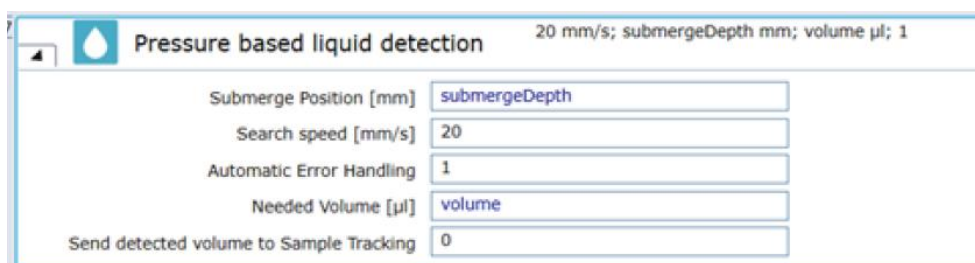 Pressure based liquid detection
20 mm/s; submergeDepth mm; volume µl; 1
Submerge Position [mm] submergeDepth
Search speed [mm/s] 20
Automatic Error Handling 1
Needed Volume [µl] volume
Send detected volume to Sample Tracking 0